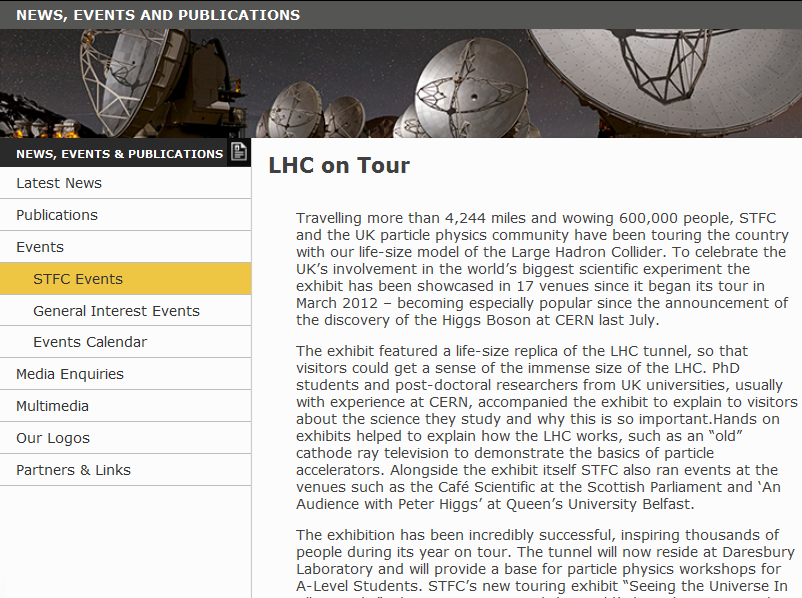 NEWS, EVENTS AND PUBLICATIONS
NEWS, EVENTS & PUBLICATIONS
Latest News
Publications
Events
STFC Events
General Interest Events
Events Calendar
Media Enquiries
Multimedia
Our Logos
Partners & Links
LHC on Tour
Travelling more than 4,244 miles and wowing 600,000 people, STFC
and the UK particle physics community have been touring the country
with our life-size model of the Large Hadron Collider. To celebrate the
UK’s involvement in the world’s biggest scientific experiment the
exhibit has been showcased in 17 venues since it began its tour in
March 2012 – becoming especially popular since the announcement of
the discovery of the Higgs Boson at CERN last July.
The exhibit featured a life-size replica of the LHC tunnel, so that
visitors could get a sense of the immense size of the LHC. PhD
students and post-doctoral researchers from UK universities, usually
with experience at CERN, accompanied the exhibit to explain to visitors
about the science they study and why this is so important.Hands on
exhibits helped to explain how the LHC works, such as an “old”
cathode ray television to demonstrate the basics of particle
accelerators. Alongside the exhibit itself STFC also ran events at the
venues such as the Café Scientific at the Scottish Parliament and ‘An
Audience with Peter Higgs’ at Queen’s University Belfast.
The exhibition has been incredibly successful, inspiring thousands of
people during its year on tour. The tunnel will now reside at Daresbury
Laboratory and will provide a base for particle physics workshops for
A-Level Students. STFC’s new touring exhibit “Seeing the Universe In